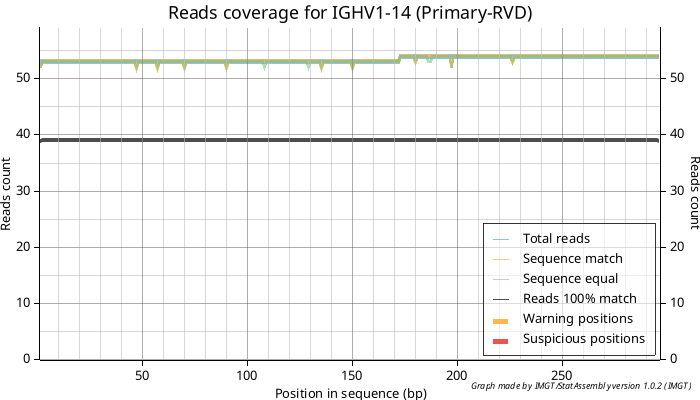 Reads coverage for IGHV1-14 (Primary-RVD)
50
40
30
20
10
0
Reads count
50
40
30
20
10
0
Reads count
Total reads
Sequence match
Sequence equal
Reads 100% match
Warning positions
Suspicious positions
50
100
150
200
250
Position in sequence (bp)
Graph made by IMGT/StatAssembly version 1.0.2 (IMGT)